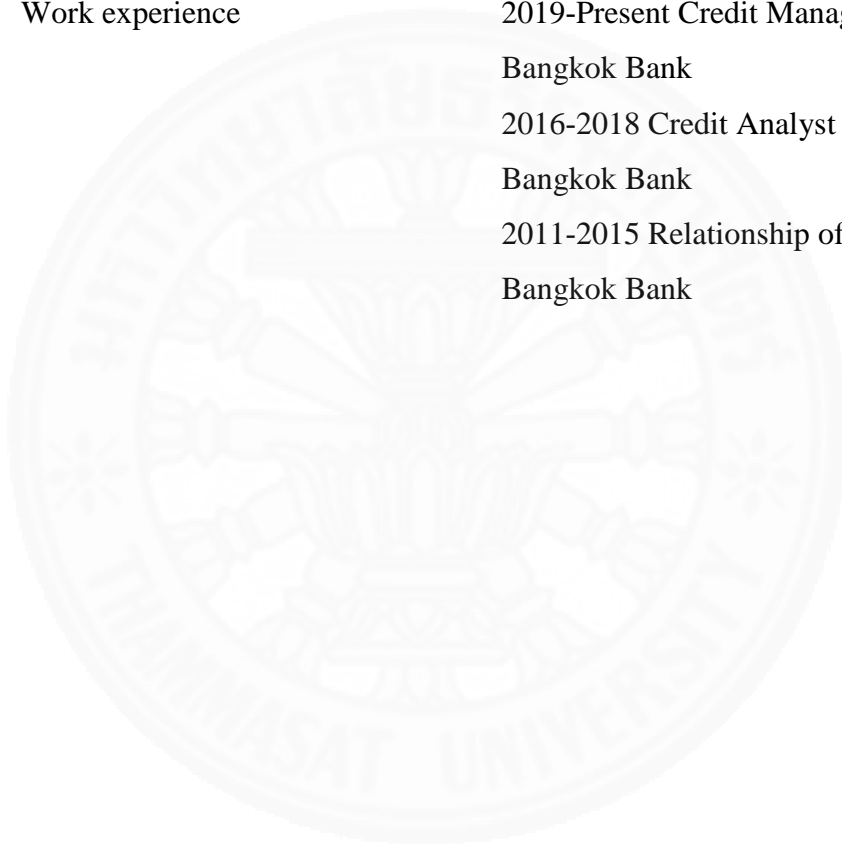 Work experience 2019-Present Credit Manag
Bangkok Bank
2016-2018 Credit Analyst
Bangkok Bank
2011-2015 Relationship of
Bangkok Bank
THAMMASAT UNIVERSITY